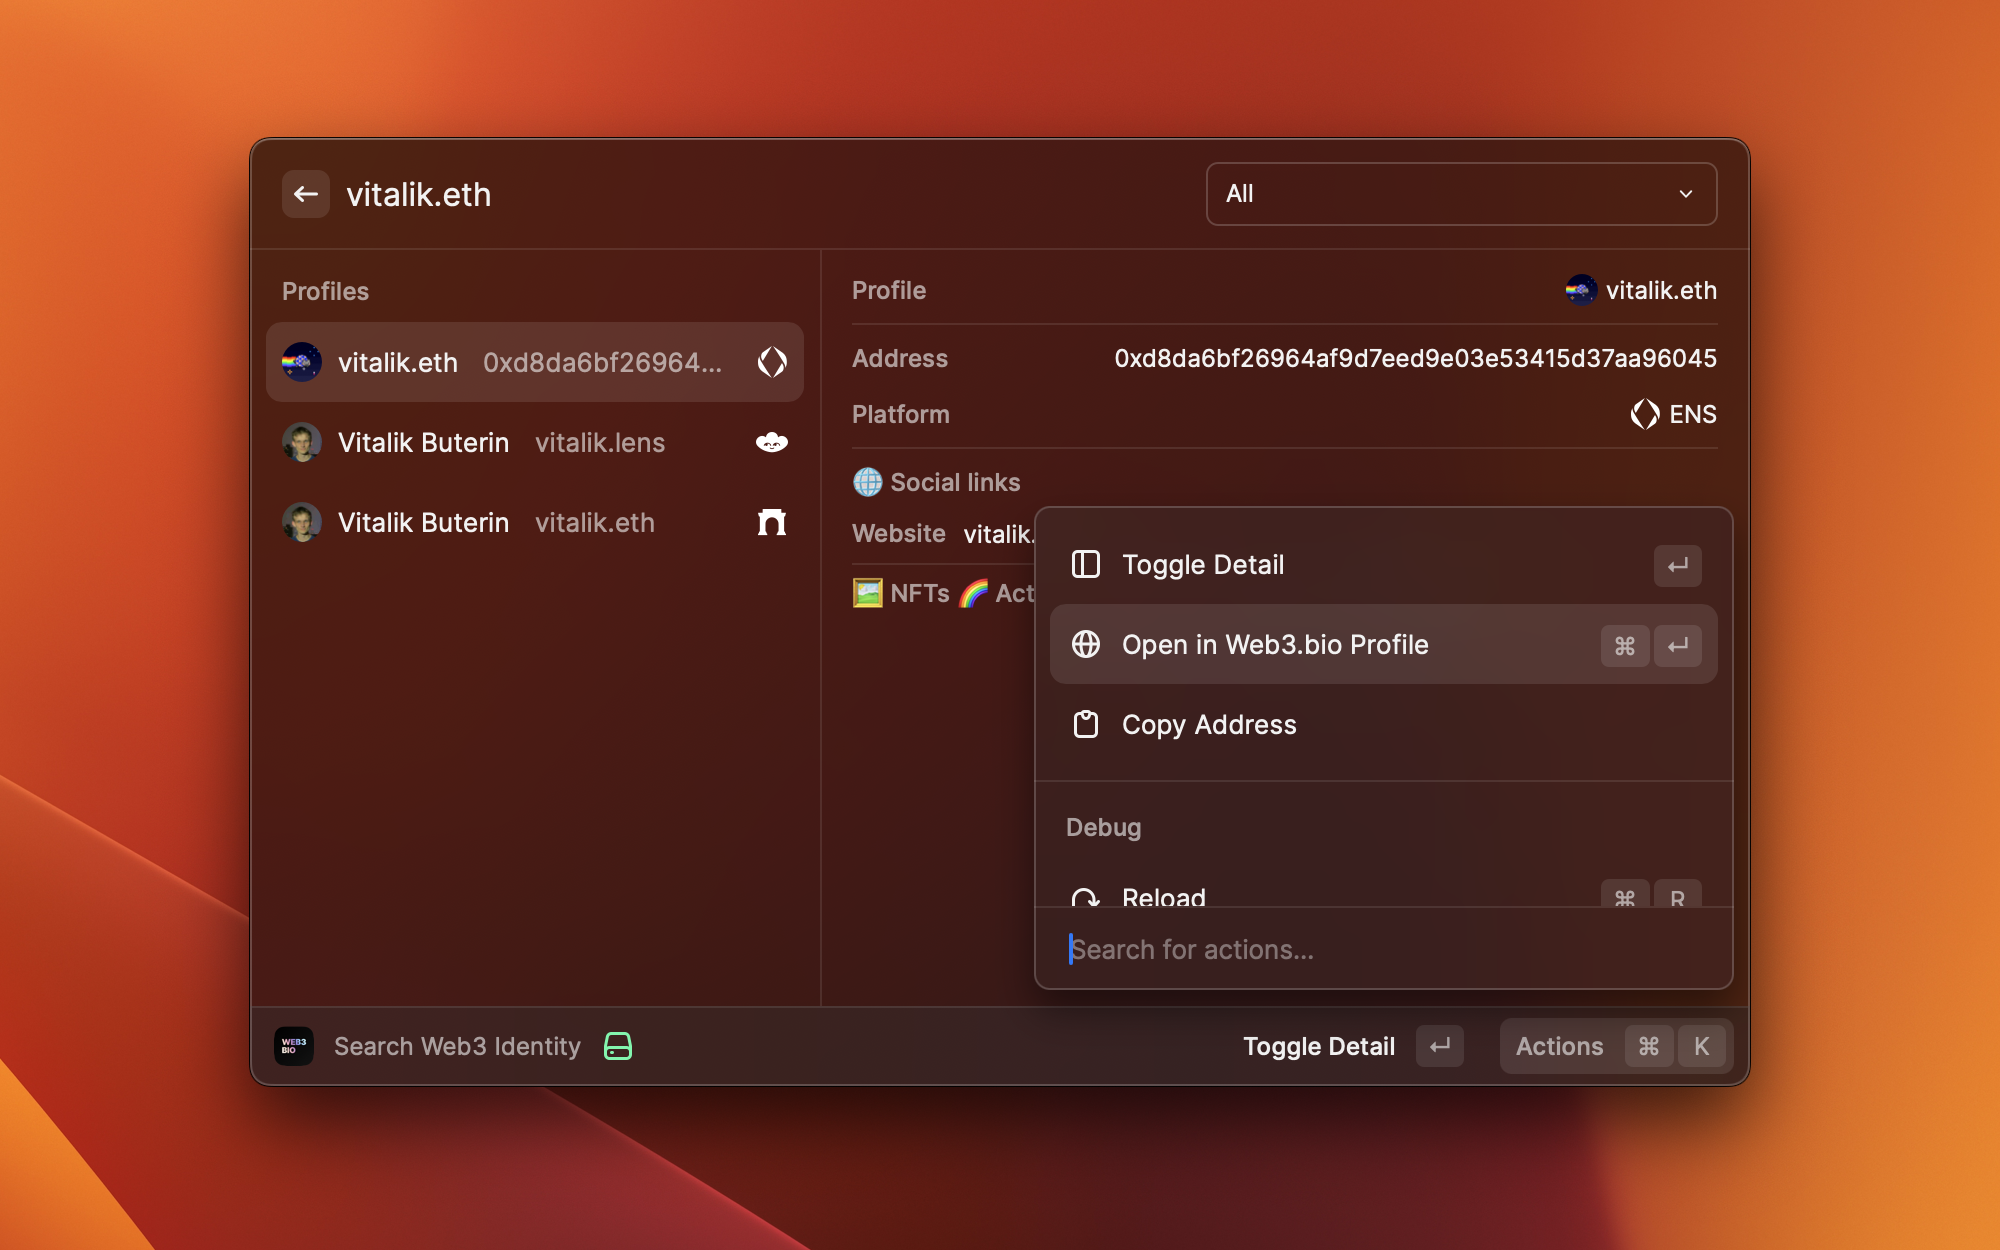 vitalik.eth
All
Profiles
vitalik.eth 0xd8da6bf26964...
Vitalik Buterin vitalik.lens
Vitalik Buterin vitalik.eth
Profile vitalik.eth
Address 0xd8da6bf26964af9d7eed9e03e53415d37aa96045
Platform ENS
Social links
Website vitalik.
NFTs Act
Toggle Detail
Open in Web3.bio Profile ⌘
Copy Address
Debug
Reload ⌘ R
Search for actions...
WEB3
BIO
Search Web3 Identity
Toggle Detail
Actions ⌘ K